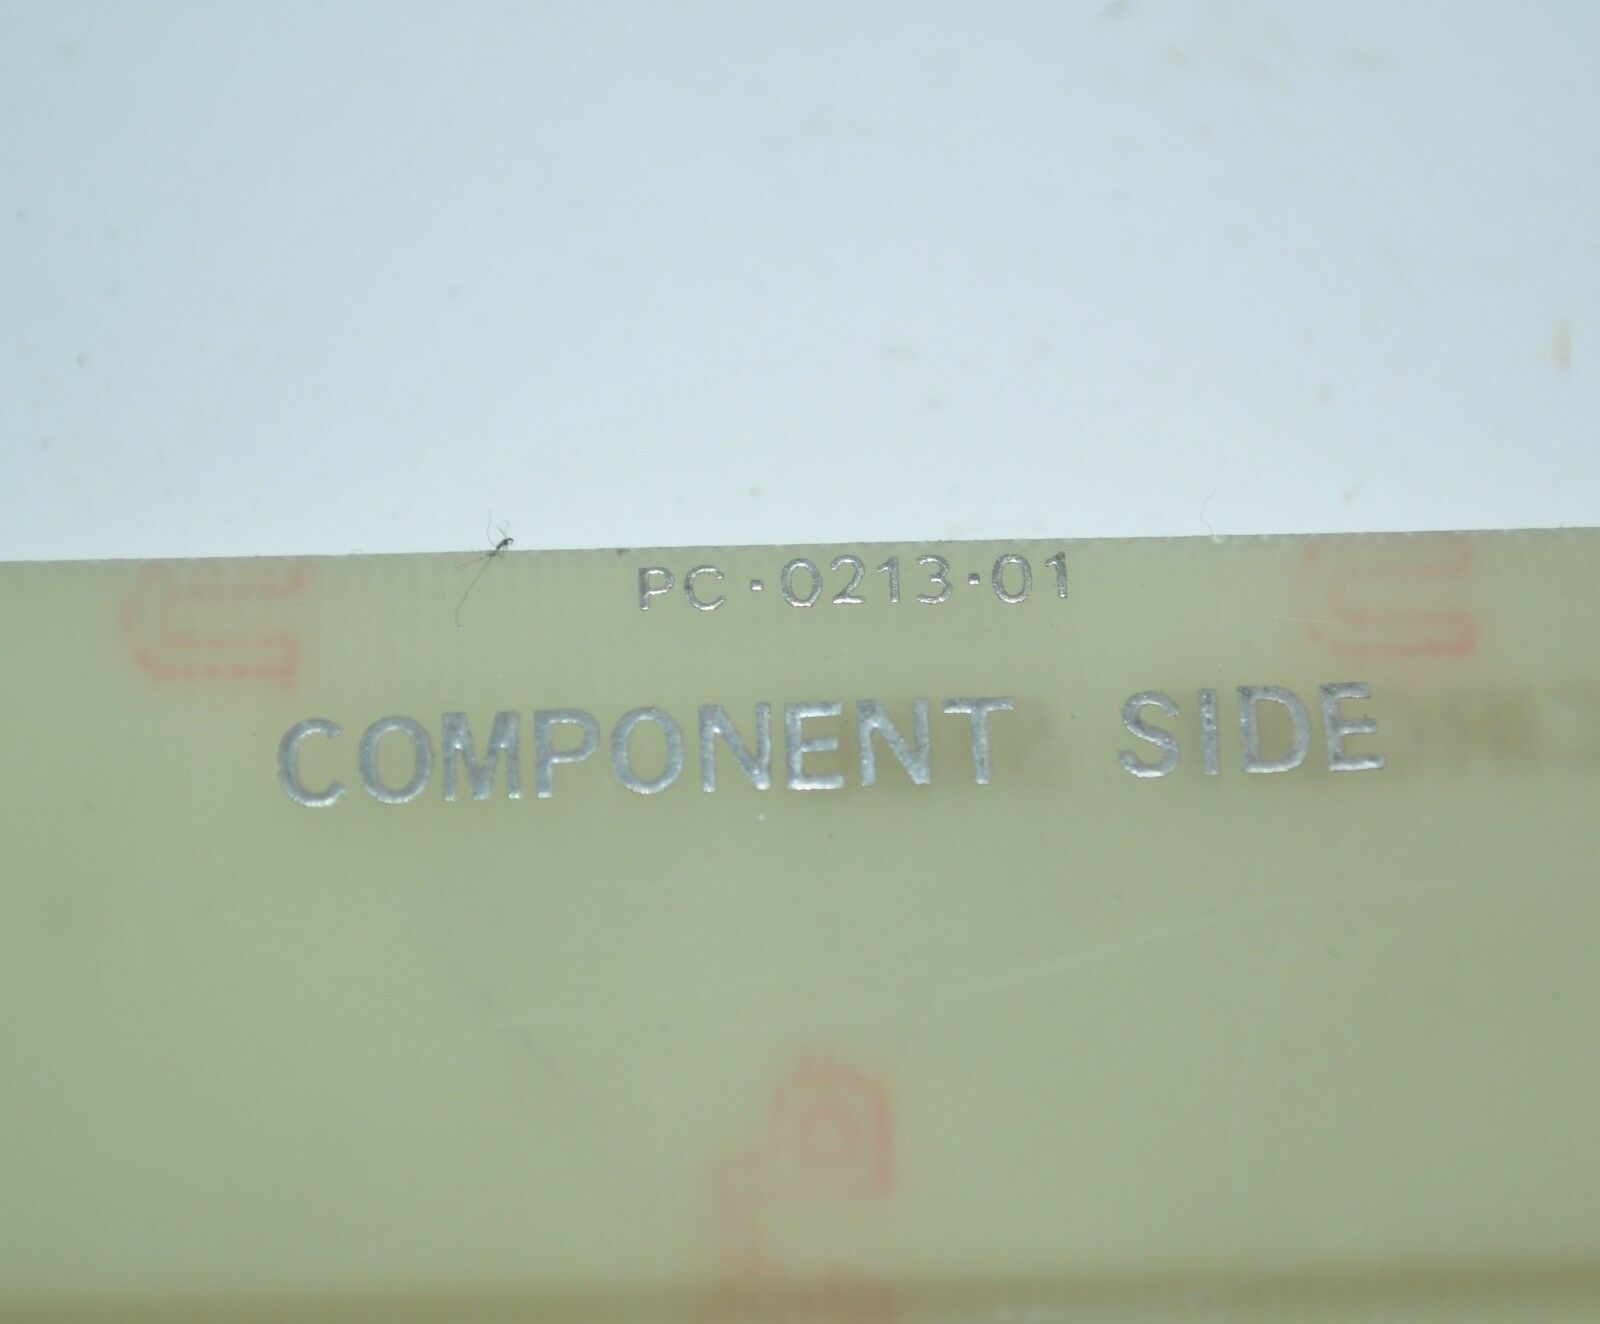 PC·0213·01
COMPONENT SIDE